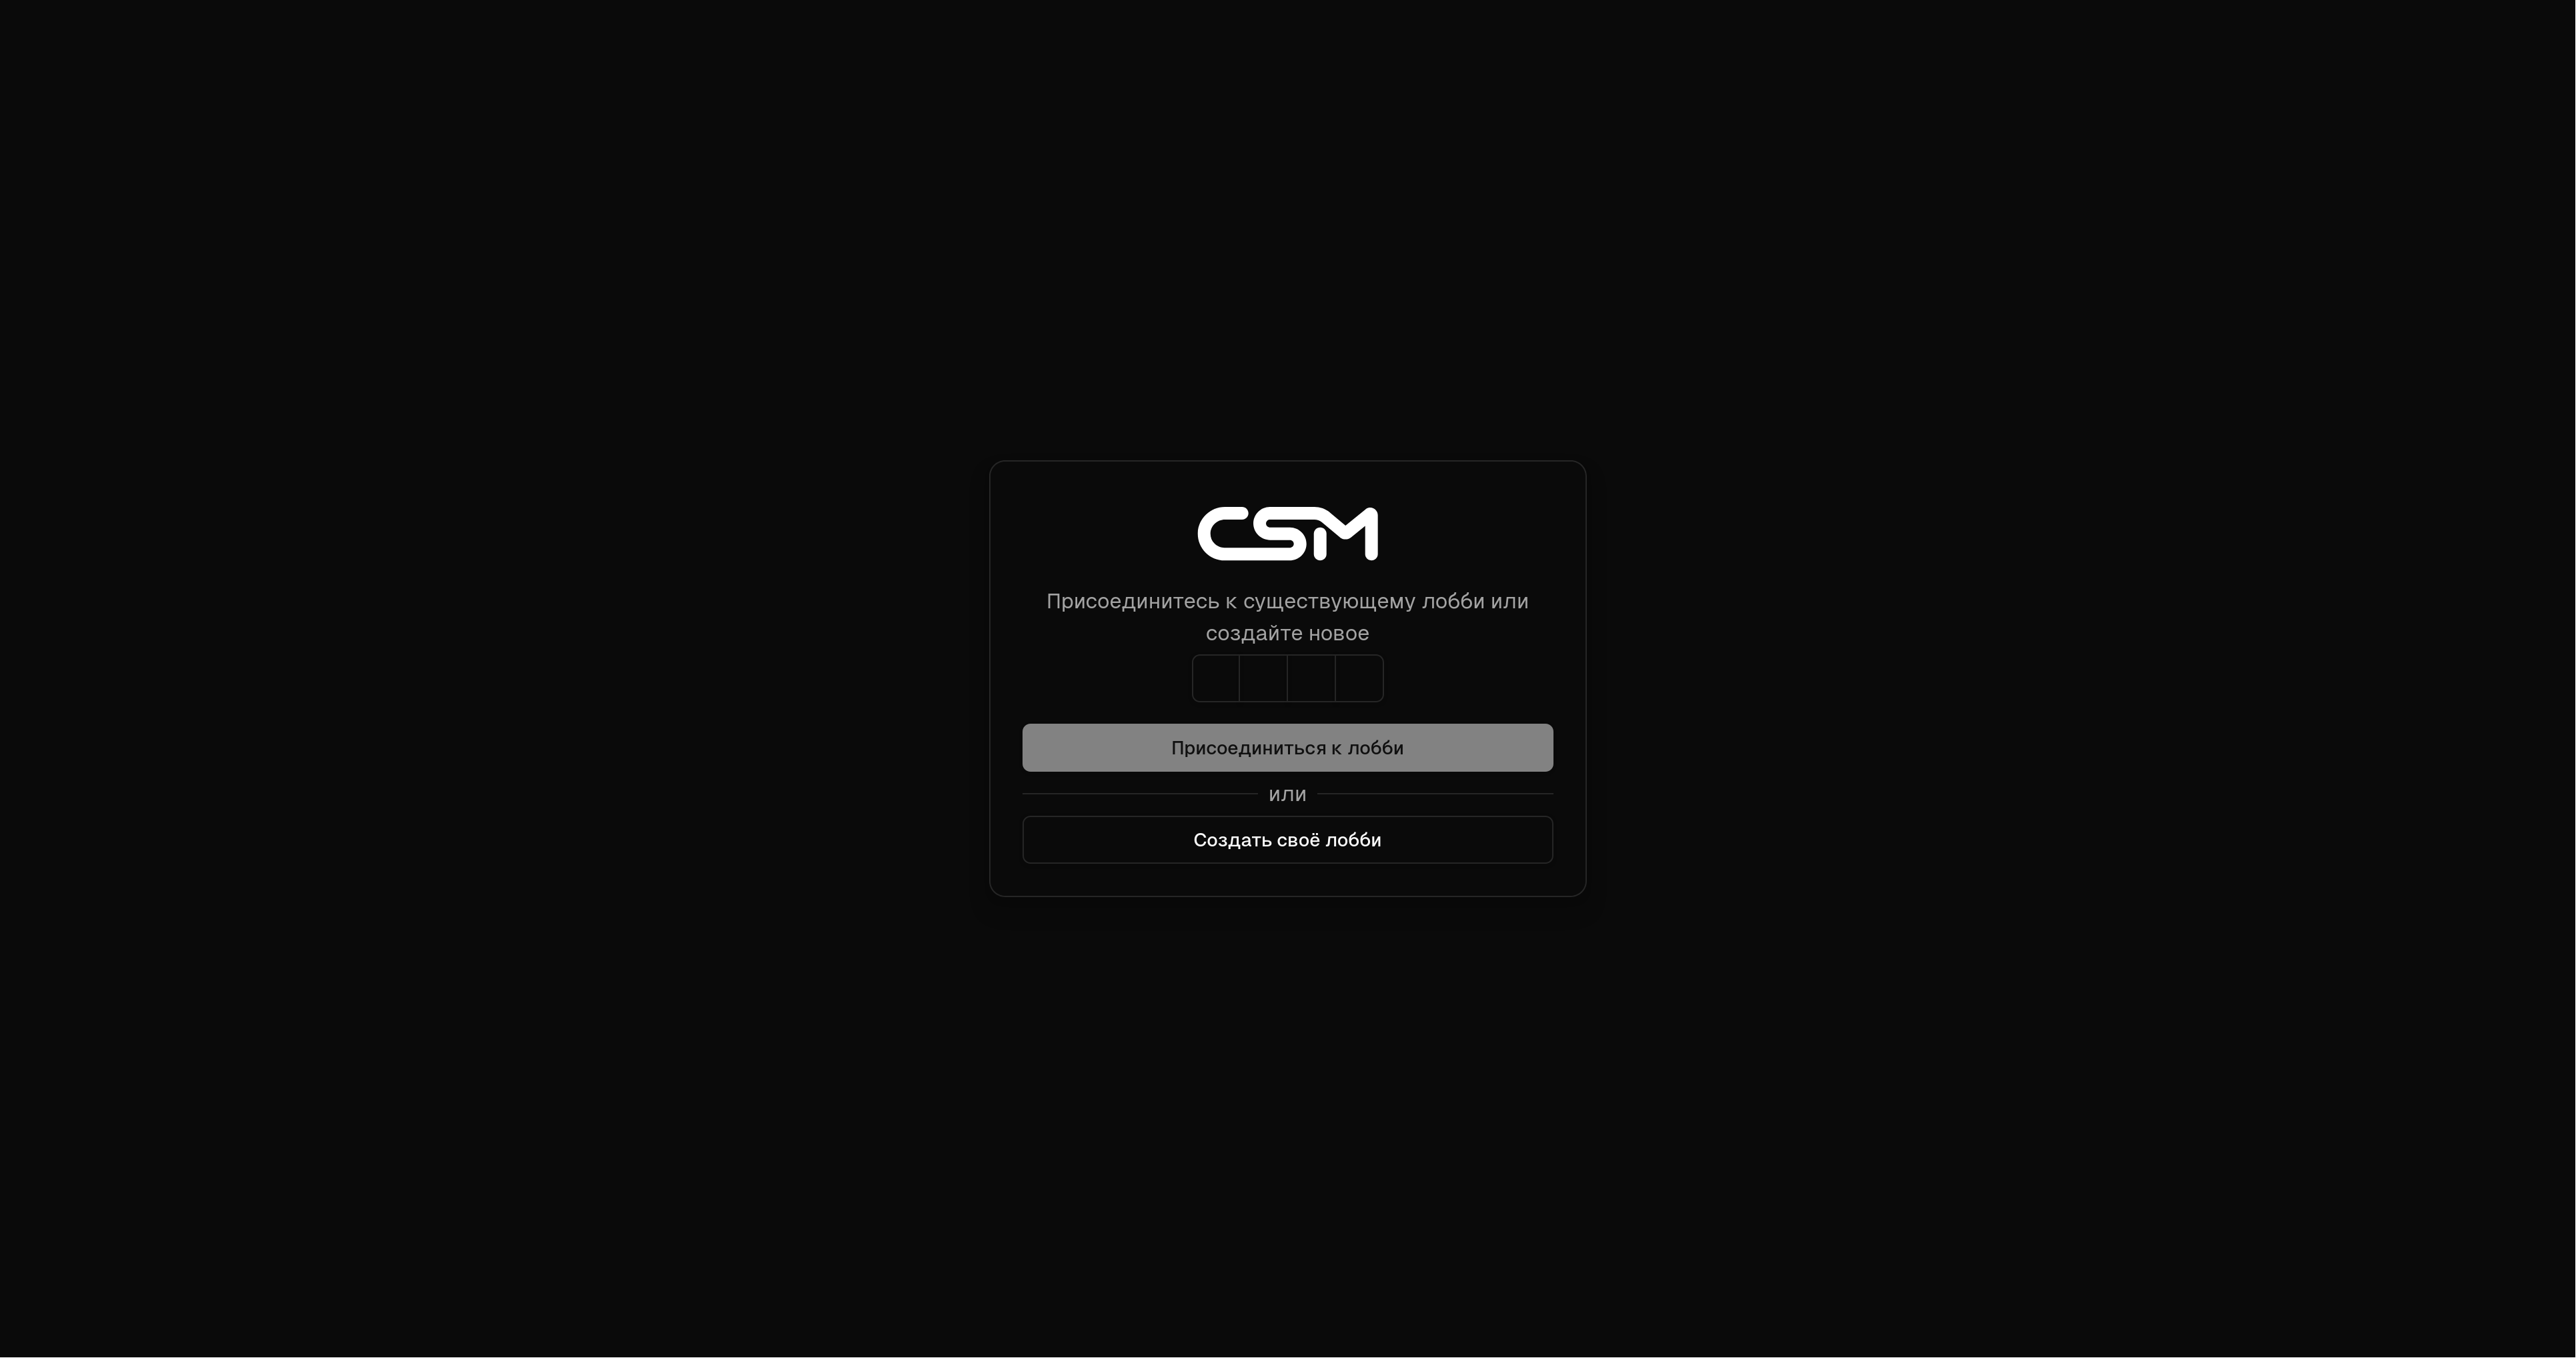 CSM
Присоединитесь к существующему лобби или
создайте новое
Присоединиться к лобби
или
Создать своё лобби